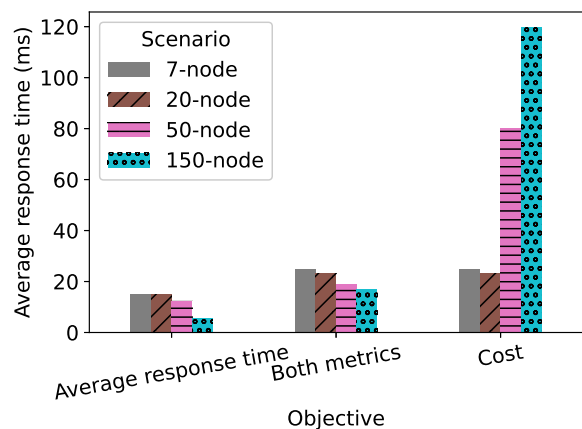 Average response time (ms)
120
100
80
60
40
20
0
Scenario
7-node
20-node
50-node
150-node
Average response time
Both metrics
Cost
Objective